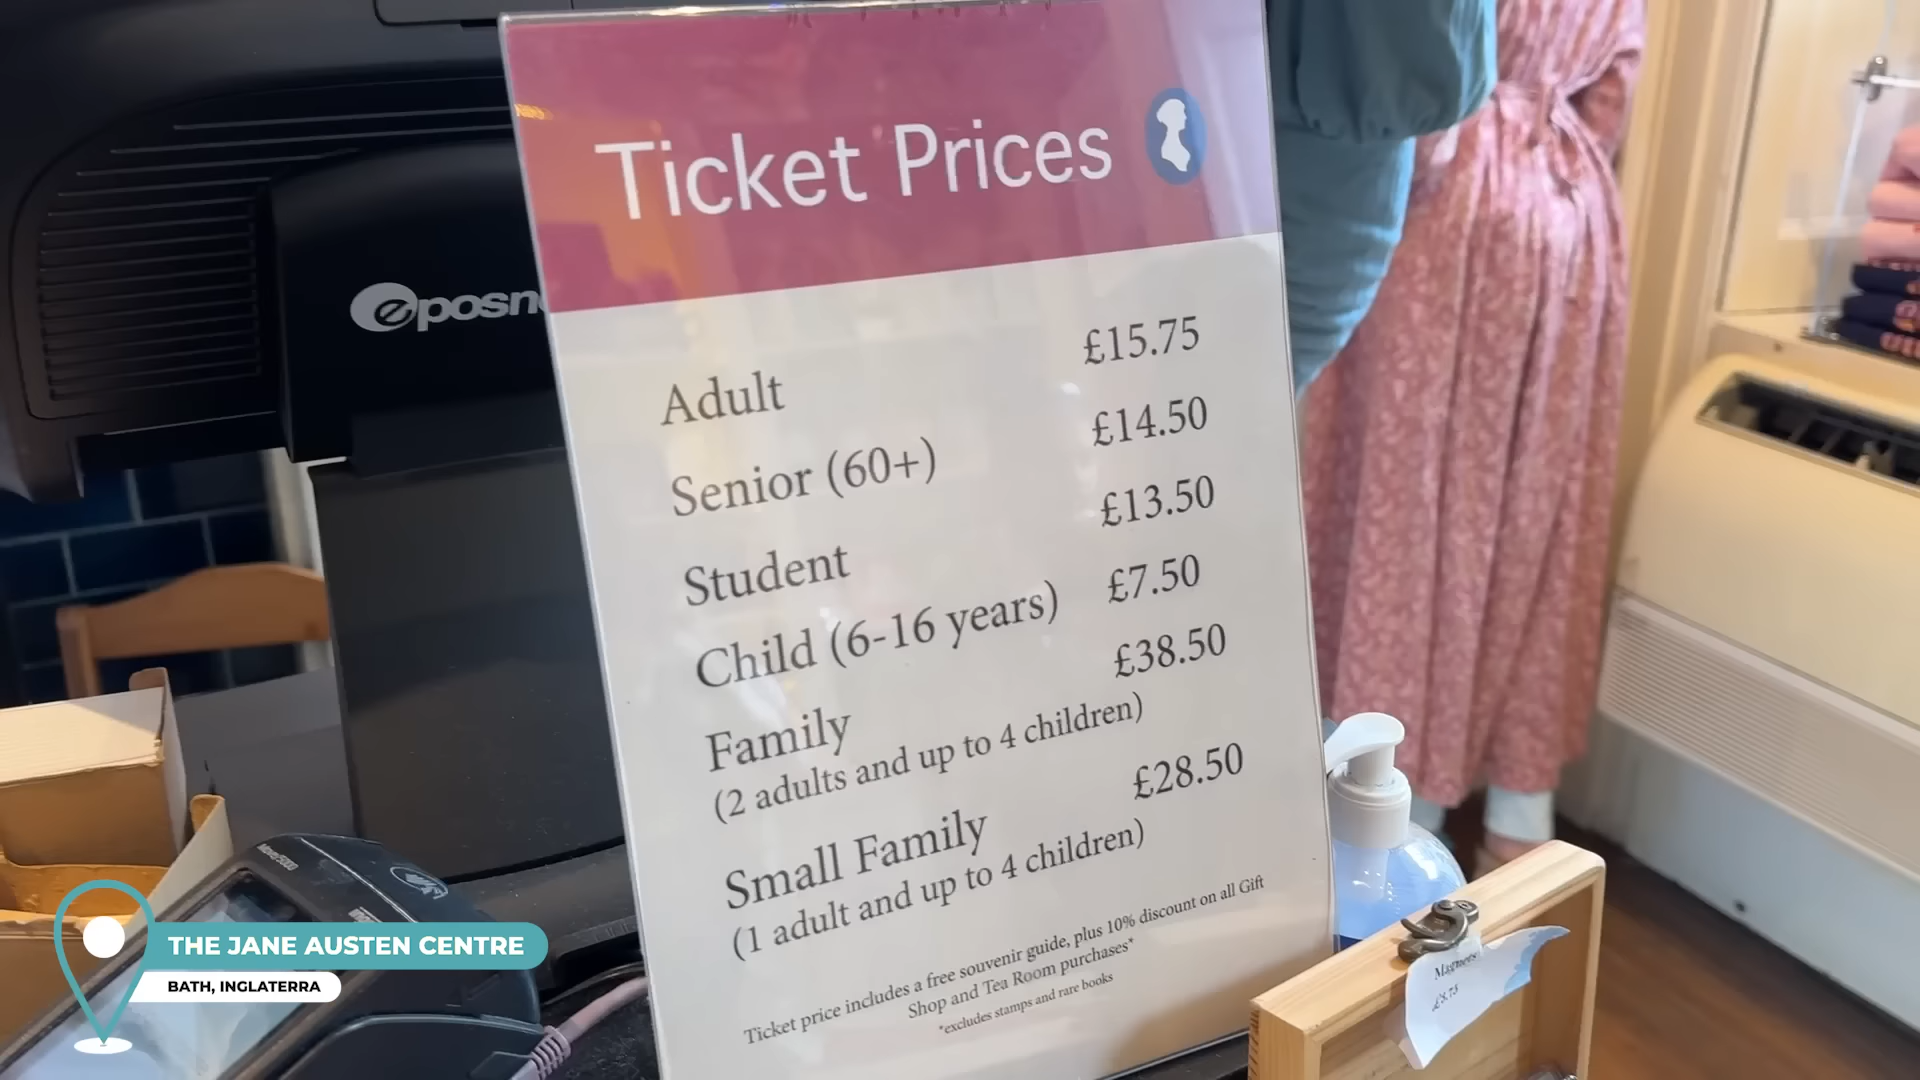 Ticket Prices
eposn
Adult £15.75
Senior (60+) £14.50
Student £13.50
Child (6-16 years) £7.50
Family £38.50
(2 adults and up to 4 children)
Small Family £28.50
(1 adult and up to 4 children)
Ticket price includes a free souvenir guide, plus 10% discount on all Gift
Shop and Tea Room purchases*
*excludes stamps and rare books
THE JANE AUSTEN CENTRE
BATH, INGLATERRA
Magnets